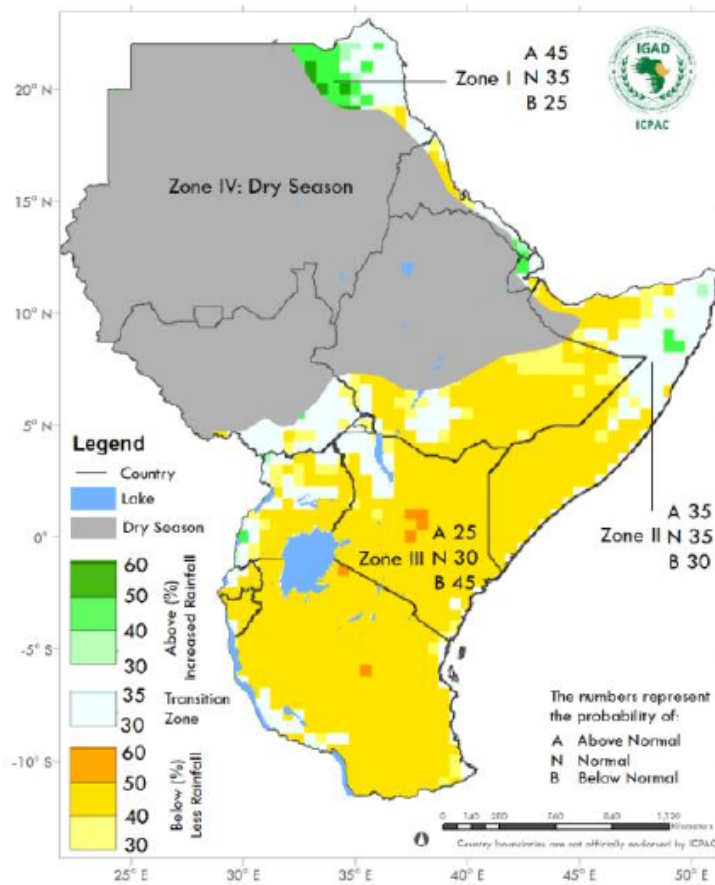 IGAD
ICPAC
Zone I
A 45
N 35
B 25
20° N
Zone IV: Dry Season
15° N
10° N
5° N
0°
-5° S
-10° S
Legend
Country
Lake
Dry Season
60
50
40
30
Above (%)
Increased Rainfall
35
30
Transition
Zone
60
50
40
30
Below (%)
Less Rainfall
Zone III
A 25
N 30
B 45
Zone II
A 35
N 35
B 30
The numbers represent
the probability of:
A Above Normal
N Normal
B Below Normal
0
Kilometers
Country boundaries are not officially endorsed by ICPAC
25° E
30° E
35° E
40° E
45° E
50° E